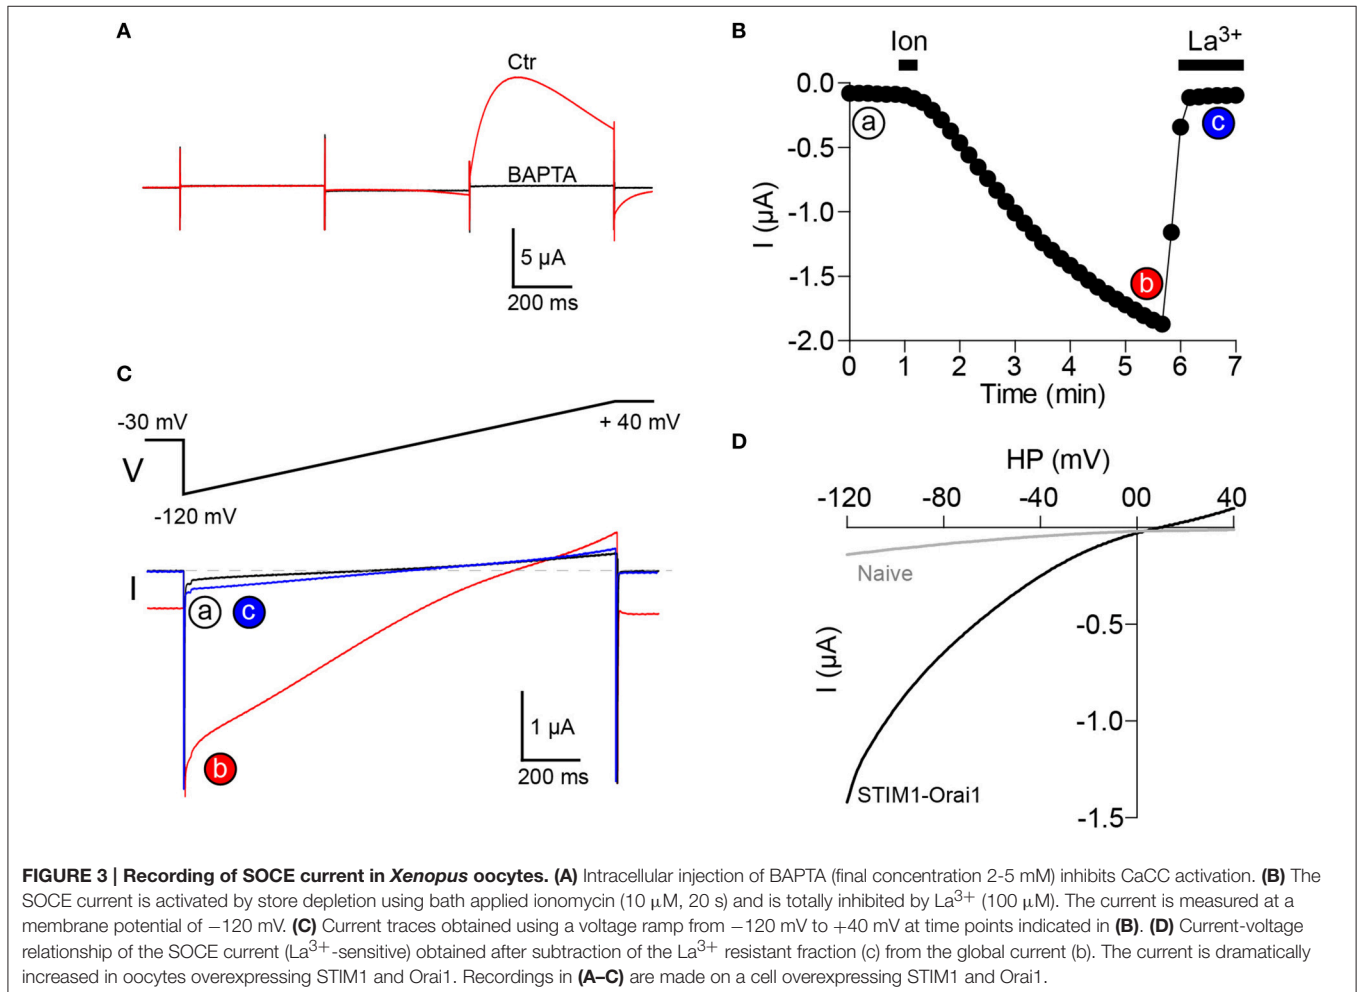 A
Ctr
BAPTA
5 µA
200 ms
B
Ion
La³⁺
0.0
-0.5
-1.0
-1.5
-2.0
I (µA)
a
b
c
0 1 2 3 4 5 6 7
Time (min)
C
-30 mV
+ 40 mV
V
-120 mV
I
a c
b
1 µA
200 ms
D
HP (mV)
-120 -80 -40 00 40
Naive
-0.5
I (µA)
-1.0
STIM1-Orai1
-1.5
FIGURE 3 | Recording of SOCE current in Xenopus oocytes. (A) Intracellular injection of BAPTA (final concentration 2-5 mM) inhibits CaCC activation. (B) The
SOCE current is activated by store depletion using bath applied ionomycin (10 µM, 20 s) and is totally inhibited by La³⁺ (100 µM). The current is measured at a
membrane potential of −120 mV. (C) Current traces obtained using a voltage ramp from −120 mV to +40 mV at time points indicated in (B). (D) Current-voltage
relationship of the SOCE current (La³⁺-sensitive) obtained after subtraction of the La³⁺ resistant fraction (c) from the global current (b). The current is dramatically
increased in oocytes overexpressing STIM1 and Orai1. Recordings in (A–C) are made on a cell overexpressing STIM1 and Orai1.